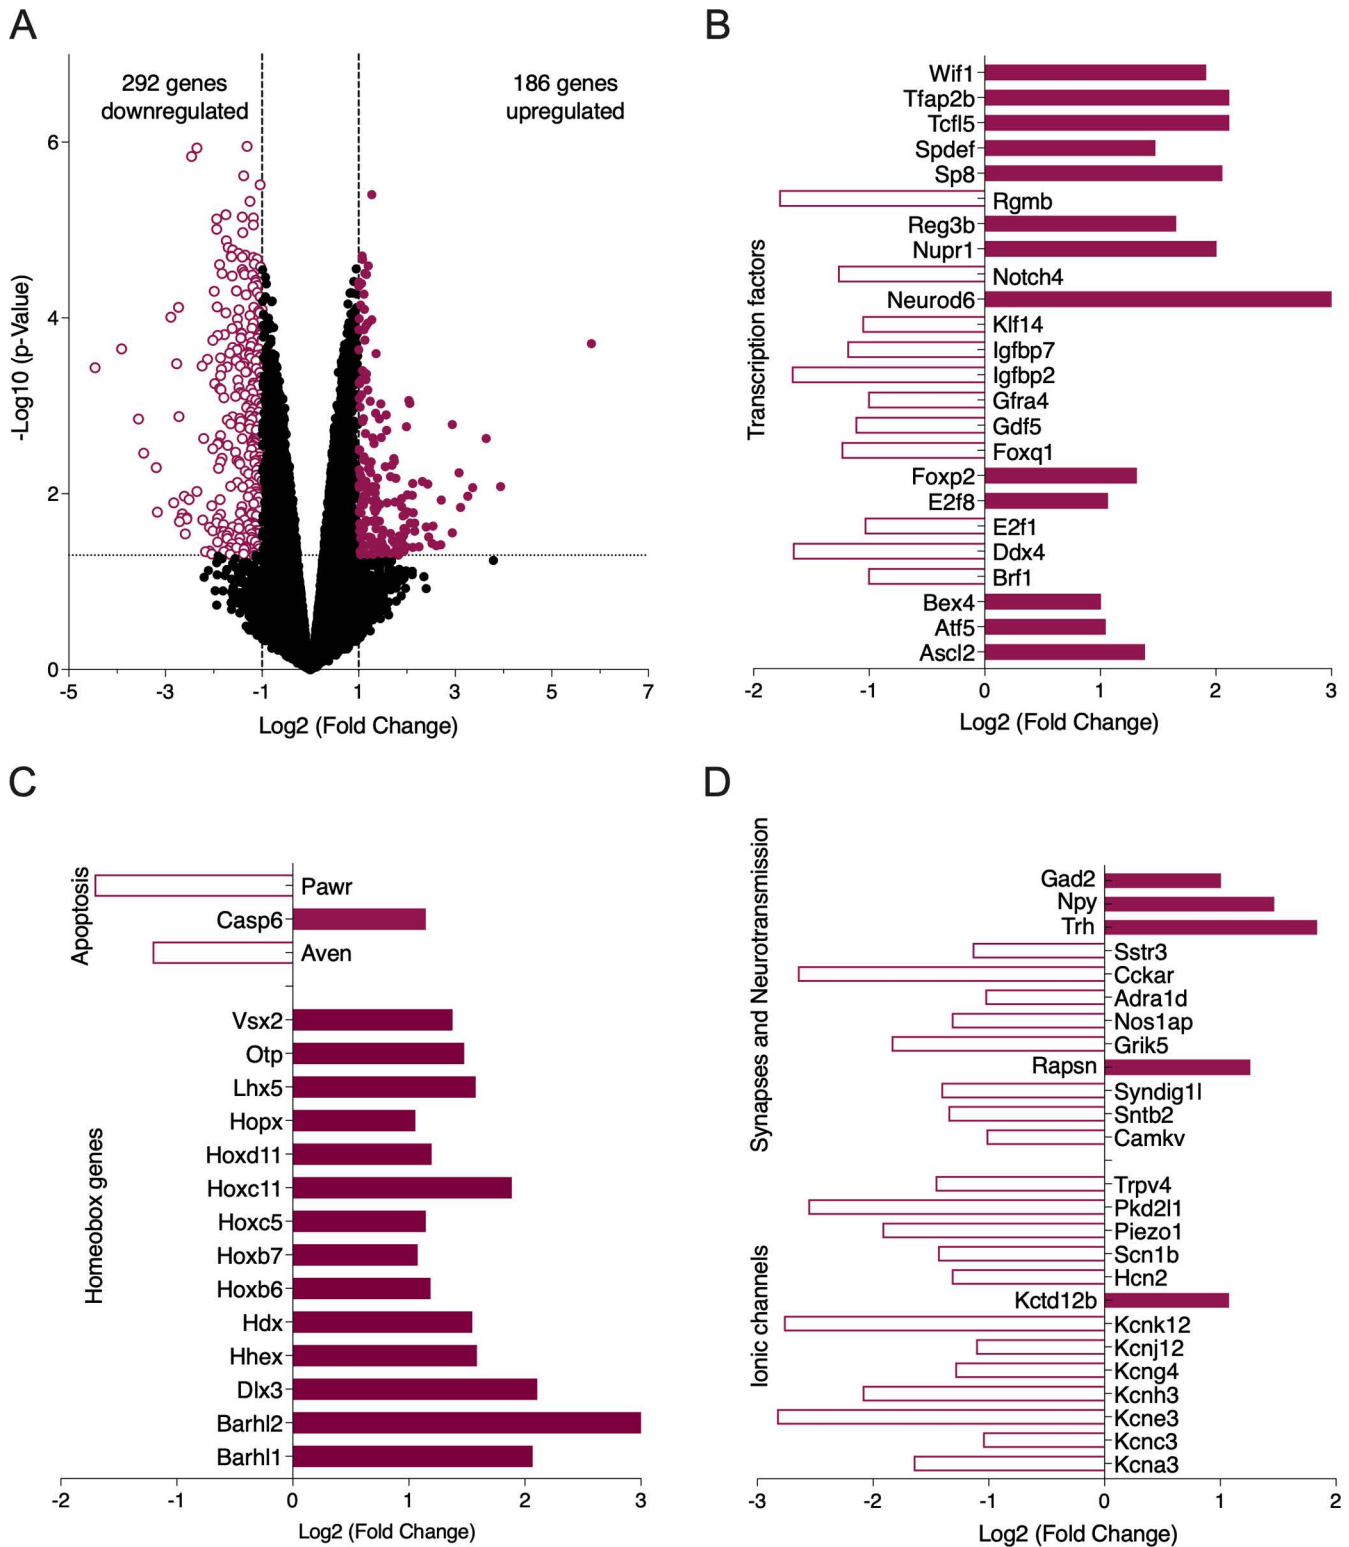 A
292 genes
downregulated
186 genes
upregulated
6
4
2
0
-Log10 (p-Value)
-5
-3
-1
1
3
5
7
Log2 (Fold Change)
B
Transcription factors
Wif1
Tfap2b
Tcfl5
Spdef
Sp8
Rgmb
Reg3b
Nupr1
Notch4
Neurod6
Klf14
Igfbp7
Igfbp2
Gfra4
Gdf5
Foxq1
Foxp2
E2f8
E2f1
Ddx4
Brf1
Bex4
Atf5
Ascl2
-2
-1
0
1
2
3
Log2 (Fold Change)
C
Apoptosis
Pawr
Casp6
Aven
Homeobox genes
Vsx2
Otp
Lhx5
Hopx
Hoxd11
Hoxc11
Hoxc5
Hoxb7
Hoxb6
Hdx
Hhex
Dlx3
Barhl2
Barhl1
-2
-1
0
1
2
3
Log2 (Fold Change)
D
Synapses and Neurotransmission
Gad2
Npy
Trh
Sstr3
Cckar
Adra1d
Nos1ap
Grik5
Rapsn
Syndig1l
Sntb2
Camkv
Ionic channels
Trpv4
Pkd2l1
Piezo1
Scn1b
Hcn2
Kctd12b
Kcnk12
Kcnj12
Kcng4
Kcnh3
Kcne3
Kcnc3
Kcna3
-3
-2
-1
0
1
2
Log2 (Fold Change)